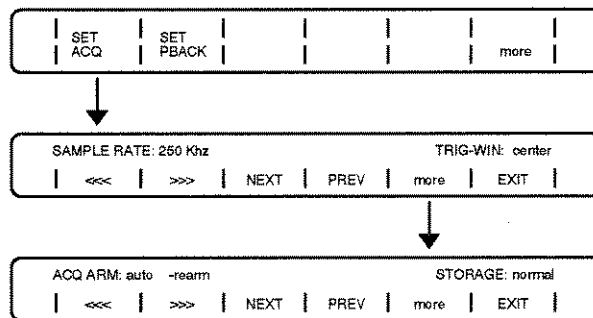 SET SET
ACQ PBACK more
SAMPLE RATE: 250 Khz TRIG-WIN: center
<<< >>> NEXT PREV more EXIT
ACQ ARM: auto -rearm STORAGE: normal
<<< >>> NEXT PREV more EXIT